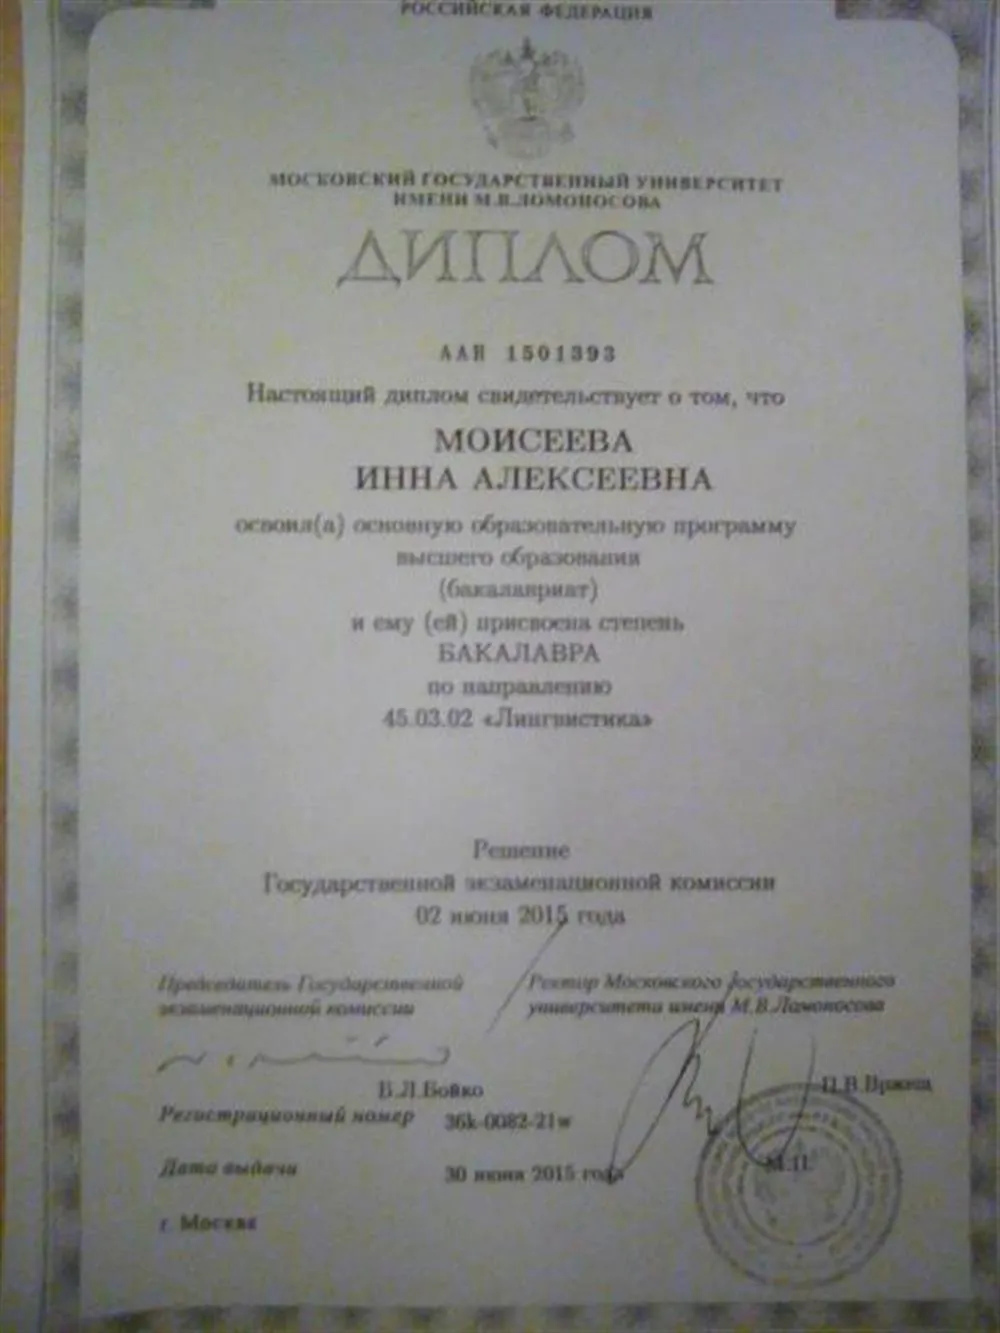 РОССИЙСКАЯ ФЕДЕРАЦИЯ
МОСКОВСКИЙ ГОСУДАРСТВЕННЫЙ УНИВЕРСИТЕТ
ИМЕНИ М.В.ЛОМОНОСОВА
ДИПЛОМ
ААН 1501393
Настоящий диплом свидетельствует о том, что
МОИСЕЕВА
ИННА АЛЕКСЕЕВНА
освоил(а) основную образовательную программу
высшего образования
(бакалавриат)
и ему (ей) присвоена степень
БАКАЛАВРА
по направлению
45.03.02 «Лингвистика»
Решение
Государственной экзаменационной комиссии
02 июня 2015 года
Председатель Государственной
экзаменационной комиссии
Ректор Московского государственного
университета имени М.В.Ломоносова
Б.Л.Бойко
П.В.Вржещ
Регистрационный номер 36k-0082-21w
М.П.
Дата выдачи 30 июня 2015 года
г. Москва